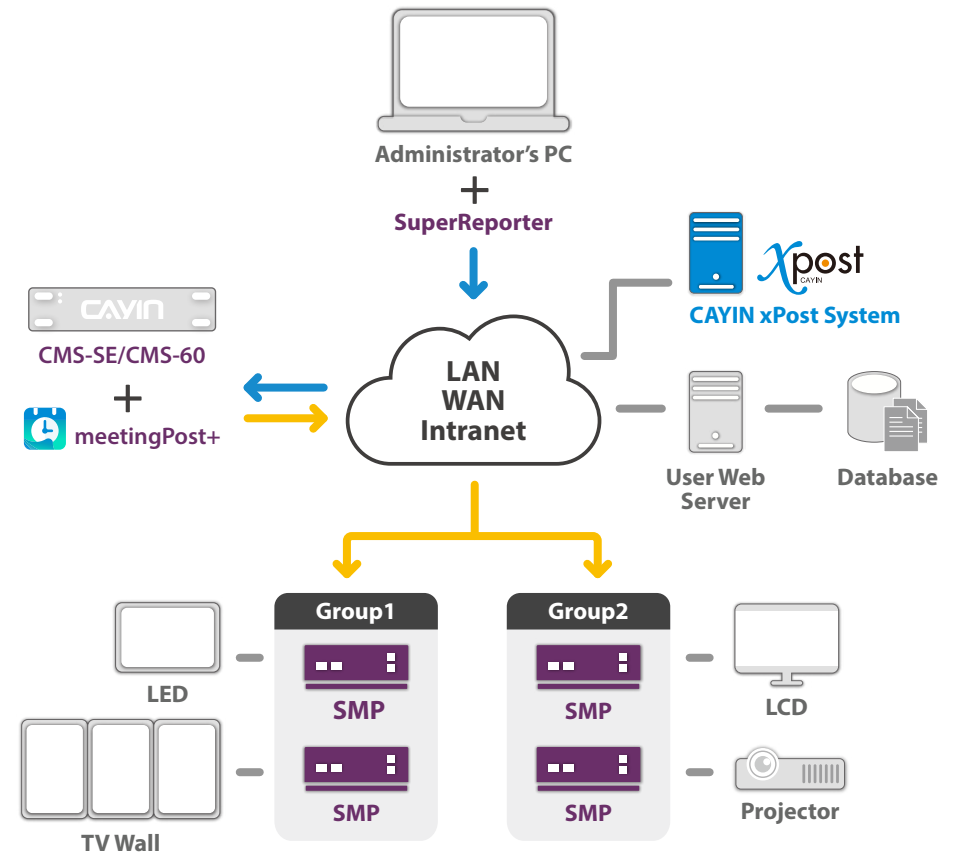 Administrator's PC
+
SuperReporter
Xpost
CAYIN
CAYIN xPost System
CAYIN
CMS-SE/CMS-60
+
meetingPost+
LAN
WAN
Intranet
User Web
Server
Database
Group1
Group2
LED
SMP
SMP
LCD
TV Wall
SMP
SMP
Projector